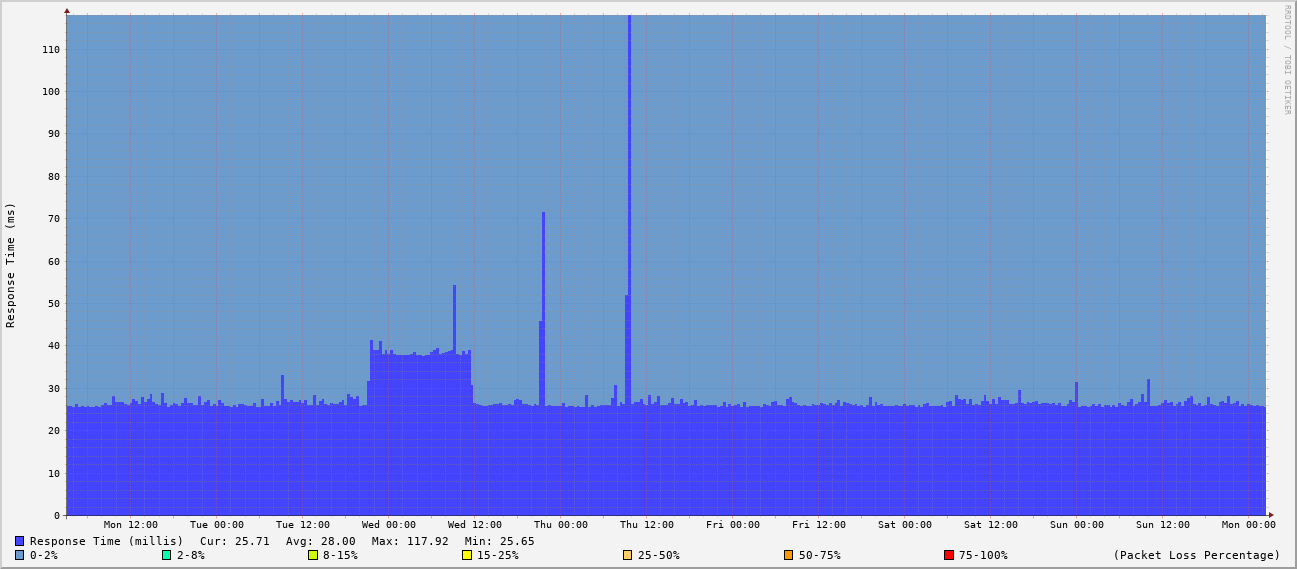 RRDTOOL / TOBI OETIKER
Response Time (ms)
110
100
90
80
70
60
50
40
30
20
10
0
Mon 12:00 Tue 00:00 Tue 12:00 Wed 00:00 Wed 12:00 Thu 00:00 Thu 12:00 Fri 00:00 Fri 12:00 Sat 00:00 Sat 12:00 Sun 00:00 Sun 12:00 Mon 00:00
Response Time (millis) Cur: 25.71 Avg: 28.00 Max: 117.92 Min: 25.65
0-2% 2-8% 8-15% 15-25% 25-50% 50-75% 75-100% (Packet Loss Percentage)